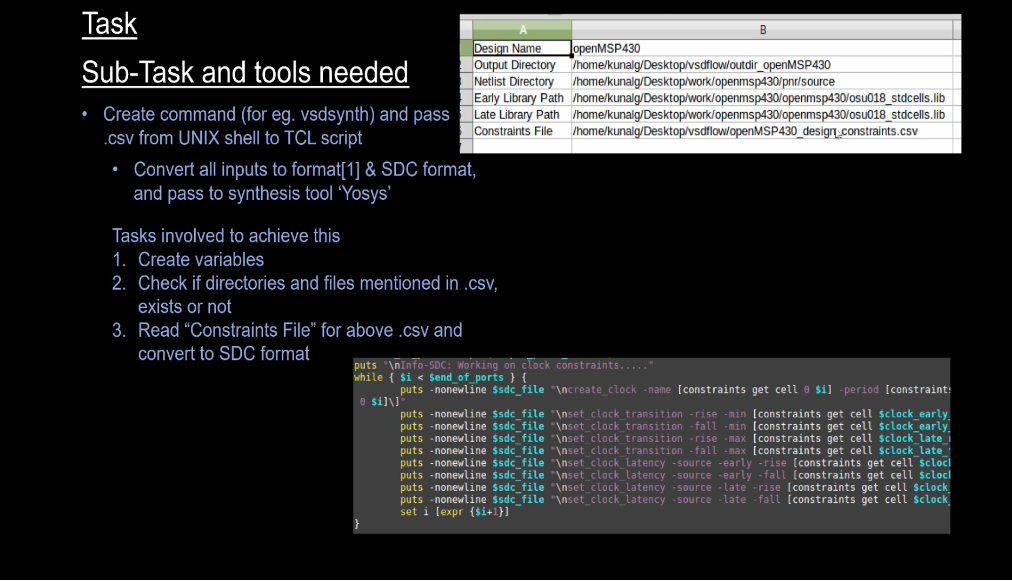 Task
Sub-Task and tools needed
• Create command (for eg. vsdsynth) and pass
.csv from UNIX shell to TCL script
• Convert all inputs to format[1] & SDC format,
and pass to synthesis tool ‘Yosys’
Tasks involved to achieve this
1. Create variables
2. Check if directories and files mentioned in .csv,
exists or not
3. Read “Constraints File” for above .csv and
convert to SDC format
A B
Design Name openMSP430
Output Directory /home/kunalg/Desktop/vsdflow/outdir_openMSP430
Netlist Directory /home/kunalg/Desktop/work/openmsp430/pnr/source
Early Library Path /home/kunalg/Desktop/work/openmsp430/openmsp430/osu018_stdcells.lib
Late Library Path /home/kunalg/Desktop/work/openmsp430/openmsp430/osu018_stdcells.lib
Constraints File /home/kunalg/Desktop/vsdflow/openMSP430_design_constraints.csv
puts "\nInfo-SDC: Working on clock constraints....."
while { $i < $end_of_ports } {
puts -nonewline $sdc_file "\ncreate_clock -name [constraints get cell 0 $i] -period [constraints
0 $i]\]"
puts -nonewline $sdc_file "\nset_clock_transition -rise -min [constraints get cell $clock_early_
puts -nonewline $sdc_file "\nset_clock_transition -fall -min [constraints get cell $clock_early_
puts -nonewline $sdc_file "\nset_clock_transition -rise -max [constraints get cell $clock_late_
puts -nonewline $sdc_file "\nset_clock_transition -fall -max [constraints get cell $clock_late_
puts -nonewline $sdc_file "\nset_clock_latency -source -early -rise [constraints get cell $cloc
puts -nonewline $sdc_file "\nset_clock_latency -source -early -fall [constraints get cell $cloc
puts -nonewline $sdc_file "\nset_clock_latency -source -late -rise [constraints get cell $clock
puts -nonewline $sdc_file "\nset_clock_latency -source -late -fall [constraints get cell $clock_
set i [expr {$i+1}]
}